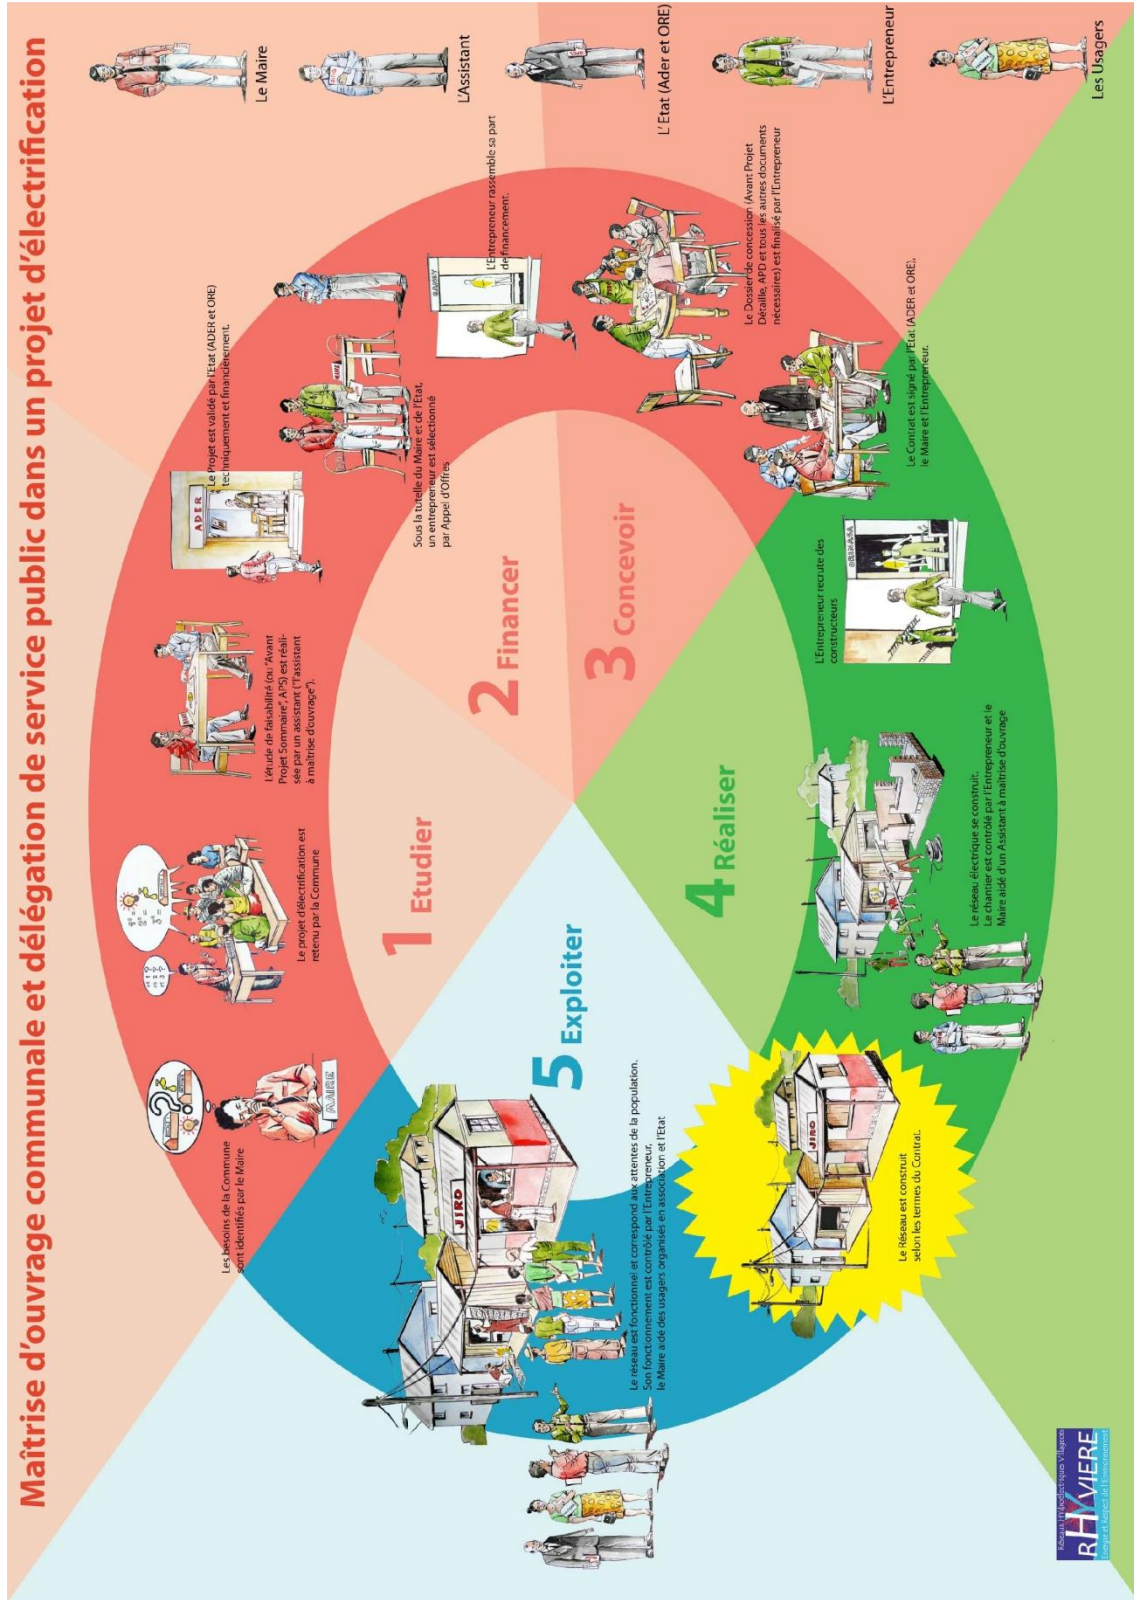 Maîtrise d'ouvrage communale et délégation de service public dans un projet d'électrification
Le Maire
L'Assistant
L' Etat (Ader et ORE)
L'Entrepreneur
Les Usagers
1 Etudier
Les besoins de la Commune
sont identifiés par le Maire
MAIRE
Le projet d'électrification est
retenu par la Commune
L'étude de faisabilité (ou "Avant
Projet Sommaire", APS) est réali-
sée par un assistant ("l'assistant
à maîtrise d'ouvrage").
ADER
Le Projet est validé par l'Etat (ADER et ORE)
techniquement et financièrement.
2 Financer
Sous la tutelle du Maire et de l'Etat,
un entrepreneur est sélectionné
par Appel d'Offres
L'Entrepreneur rassemble sa part
de financement.
3 Concevoir
Le Dossier de concession (Avant Projet
Détaille, APD et tous les autres documents
nécessaires) est finalisé par l'Entrepreneur
Le Contrat est signé par l'Etat (ADER et ORE),
le Maire et l'Entrepreneur.
4 Réaliser
L'Entrepreneur recrute des
constructeurs
Le réseau électrique se construit.
Le chantier est contrôlé par l'Entrepreneur et le
Maire aidé d'un Assistant à maîtrise d'ouvrage
JIRO
Le Réseau est construit
selon les termes du Contrat.
5 Exploiter
JIRO
Le réseau est fonctionnel et correspond aux attentes de la population.
Son fonctionnement est contrôlé par l'Entrepreneur,
le Maire aidé des usagers organisés en association et l'Etat
Réseaux HYdroélectriques VIllageois
RHYVIERE
Energie et Respect de l'Environnement